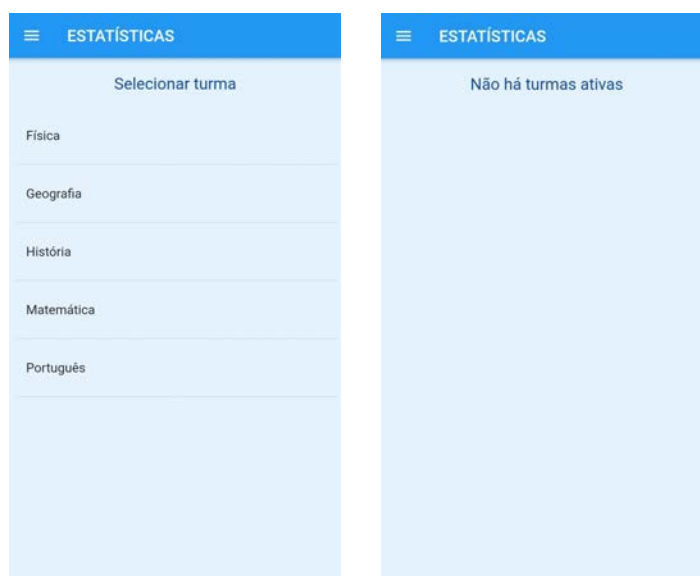 ESTATÍSTICAS
Selecionar turma
Física
Geografia
História
Matemática
Português
ESTATÍSTICAS
Não há turmas ativas